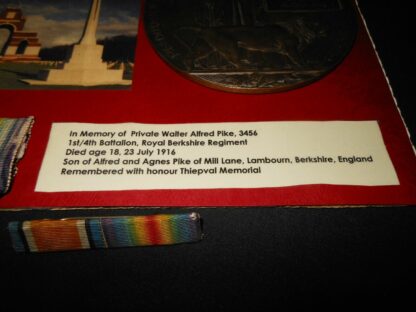 In Memory of Private Walter Alfred Pike, 3456
1st/4th Battalion, Royal Berkshire Regiment
Died age 18, 23 July 1916
Son of Alfred and Agnes Pike of Mill Lane, Lambourn, Berkshire, England
Remembered with honour Thiepval Memorial